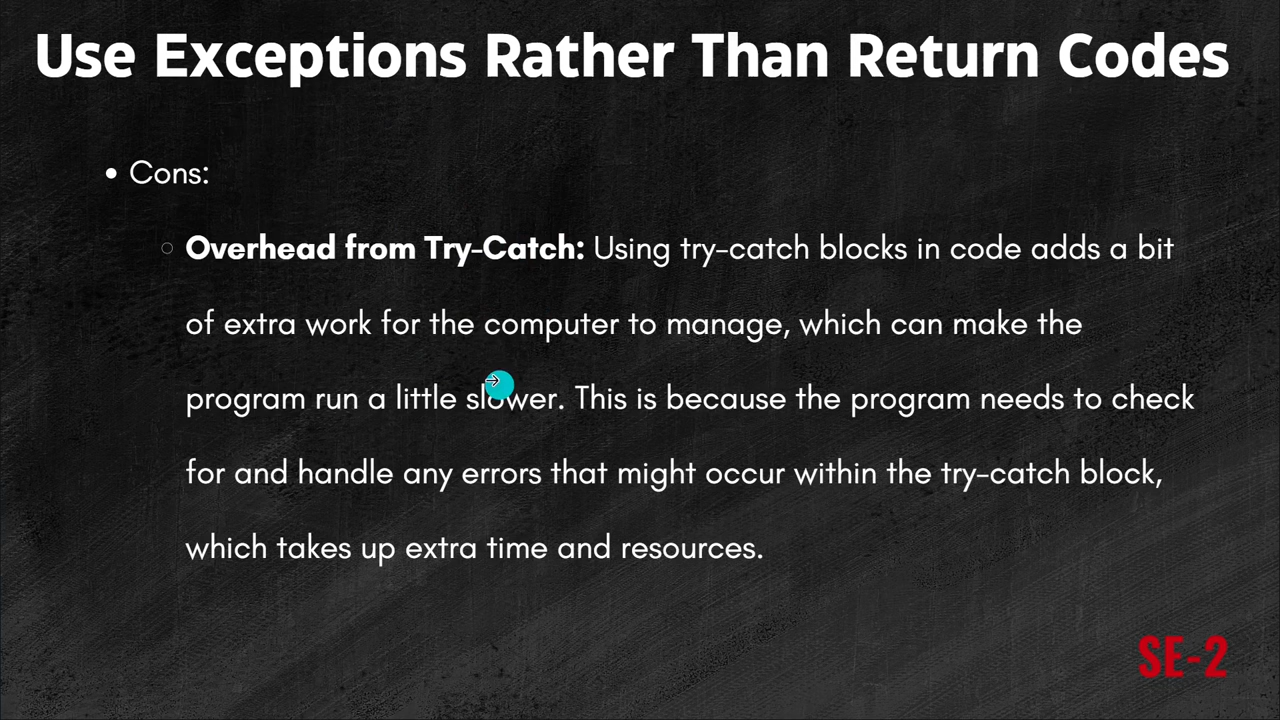 Use Exceptions Rather Than Return Codes
Cons:
Overhead from Try-Catch: Using try-catch blocks in code adds a bit
of extra work for the computer to manage, which can make the
program run a little slower. This is because the program needs to check
for and handle any errors that might occur within the try-catch block,
which takes up extra time and resources.
SE-2